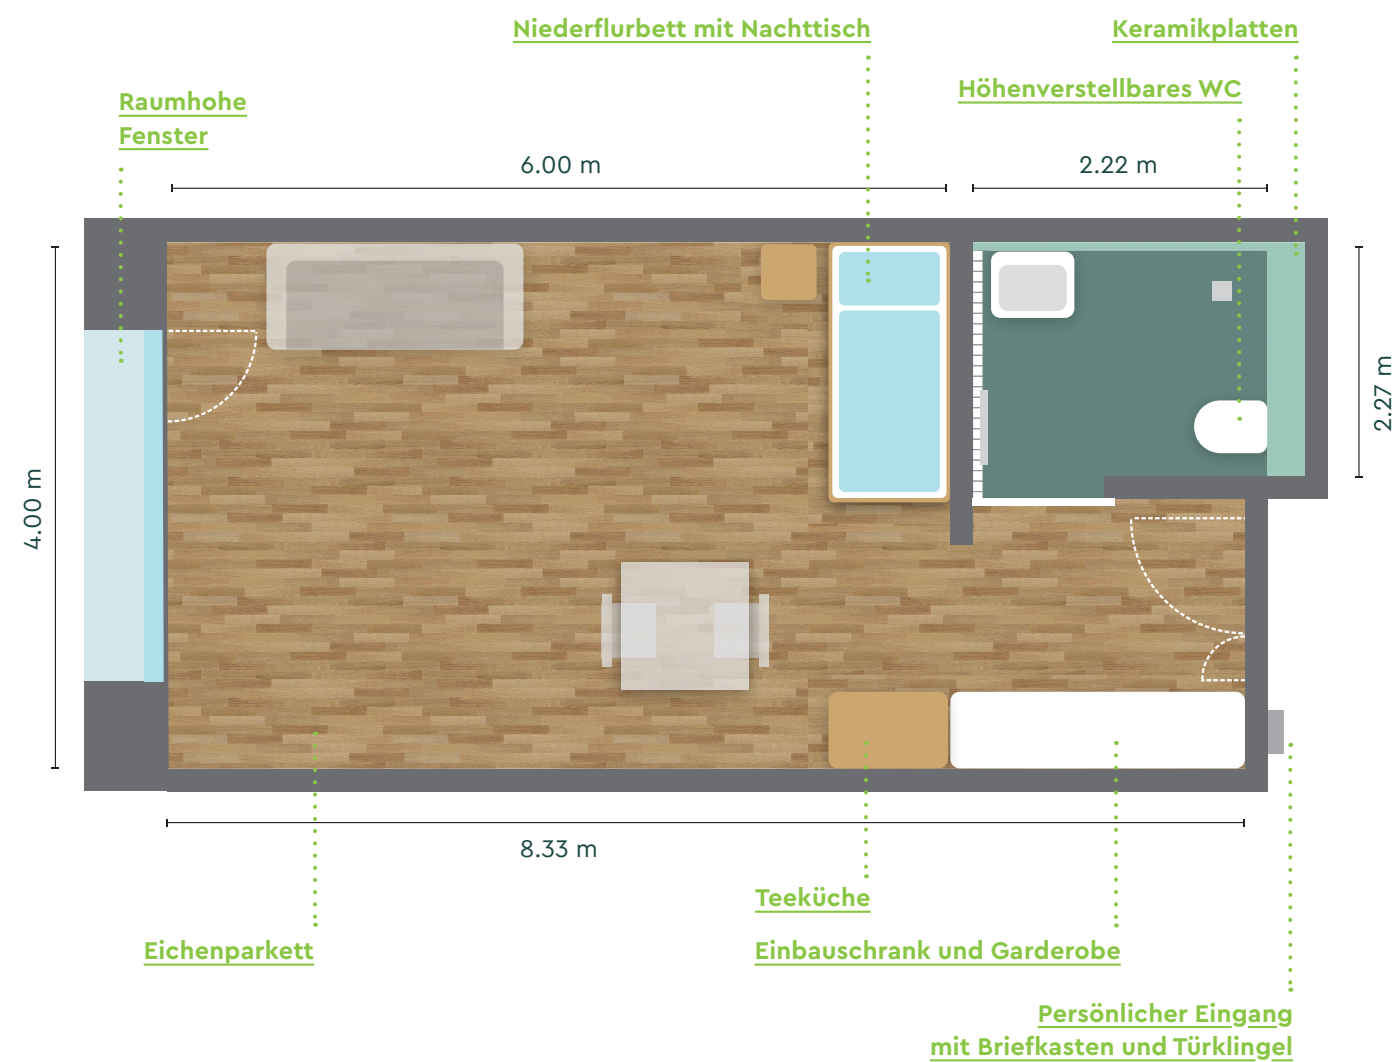 Niederflurbett mit Nachttisch
Keramikplatten
Höhenverstellbares WC
Raumhohe
Fenster
6.00 m
2.22 m
4.00 m
2.27 m
8.33 m
Teeküche
Eichenparkett
Einbauschrank und Garderobe
Persönlicher Eingang
mit Briefkasten und Türklingel